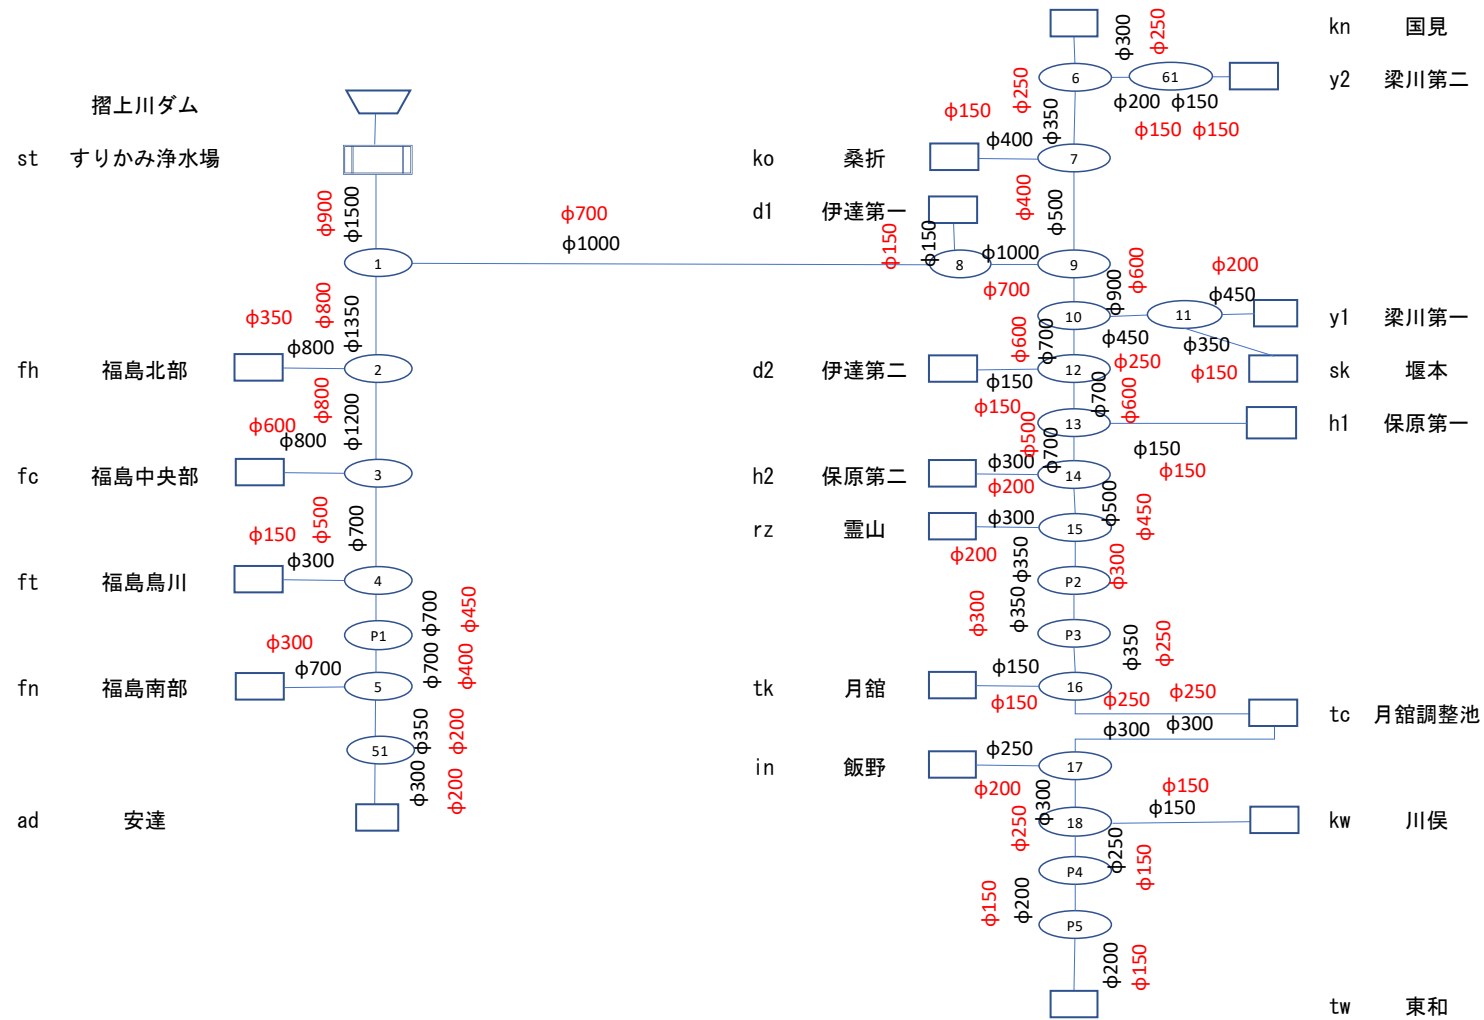 摺上川ダム
st すりかみ浄水場
φ900 φ1500
1
φ700
φ1000
φ350 φ800 φ1350
φ800
fh 福島北部
2
φ800 φ1200
φ600
φ800
fc 福島中央部
3
φ150 φ500 φ700
φ300
ft 福島鳥川
4
φ700 φ450
P1
φ300
φ700
φ700 φ400
fn 福島南部
5
φ350 φ200
51
φ300 φ200
ad 安達
kn 国見
φ300 φ250
6
61
y2 梁川第二
φ200 φ150
φ150 φ150
φ250 φ350
φ150
φ400
ko 桑折
7
φ400 φ500
d1 伊達第一
φ150 φ150
8
φ1000
φ700
9
φ900 φ600
10
φ450
φ250
11
φ200
φ450
y1 梁川第一
φ350
φ150
sk 堰本
φ600 φ700
d2 伊達第二
φ150
φ150
12
φ700 φ600
13
h1 保原第一
φ150
φ150
φ500 φ700
h2 保原第二
φ300
φ200
14
φ500 φ450
rz 霊山
φ300
φ200
15
φ350 φ300
P2
φ300 φ350
P3
φ350 φ250
tk 月舘
φ150
φ150
16
φ250 φ250
φ300 φ300
tc 月舘調整池
in 飯野
φ250
φ200
17
φ250 φ300
18
φ150
φ150
kw 川俣
φ250 φ150
P4
φ150 φ200
P5
φ200 φ150
tw 東和